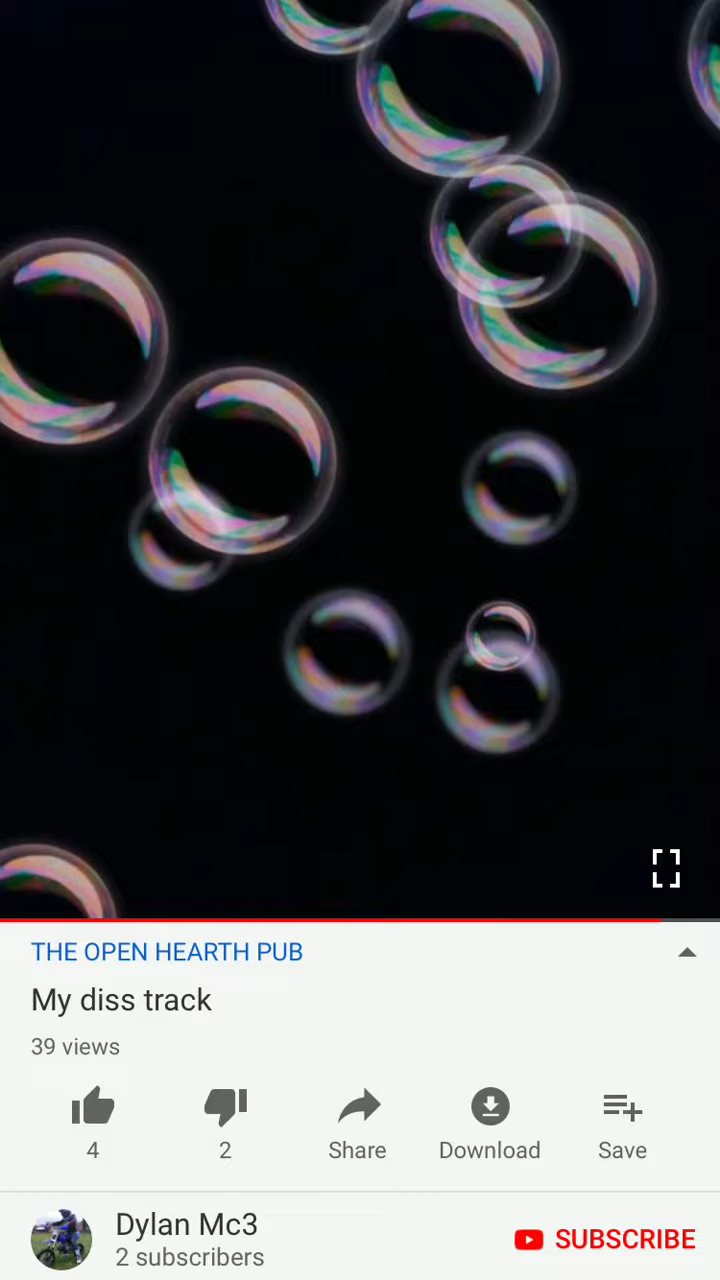 THE OPEN HEARTH PUB
My diss track
39 views
4
2
Share
Download
Save
Dylan Mc3
2 subscribers
SUBSCRIBE